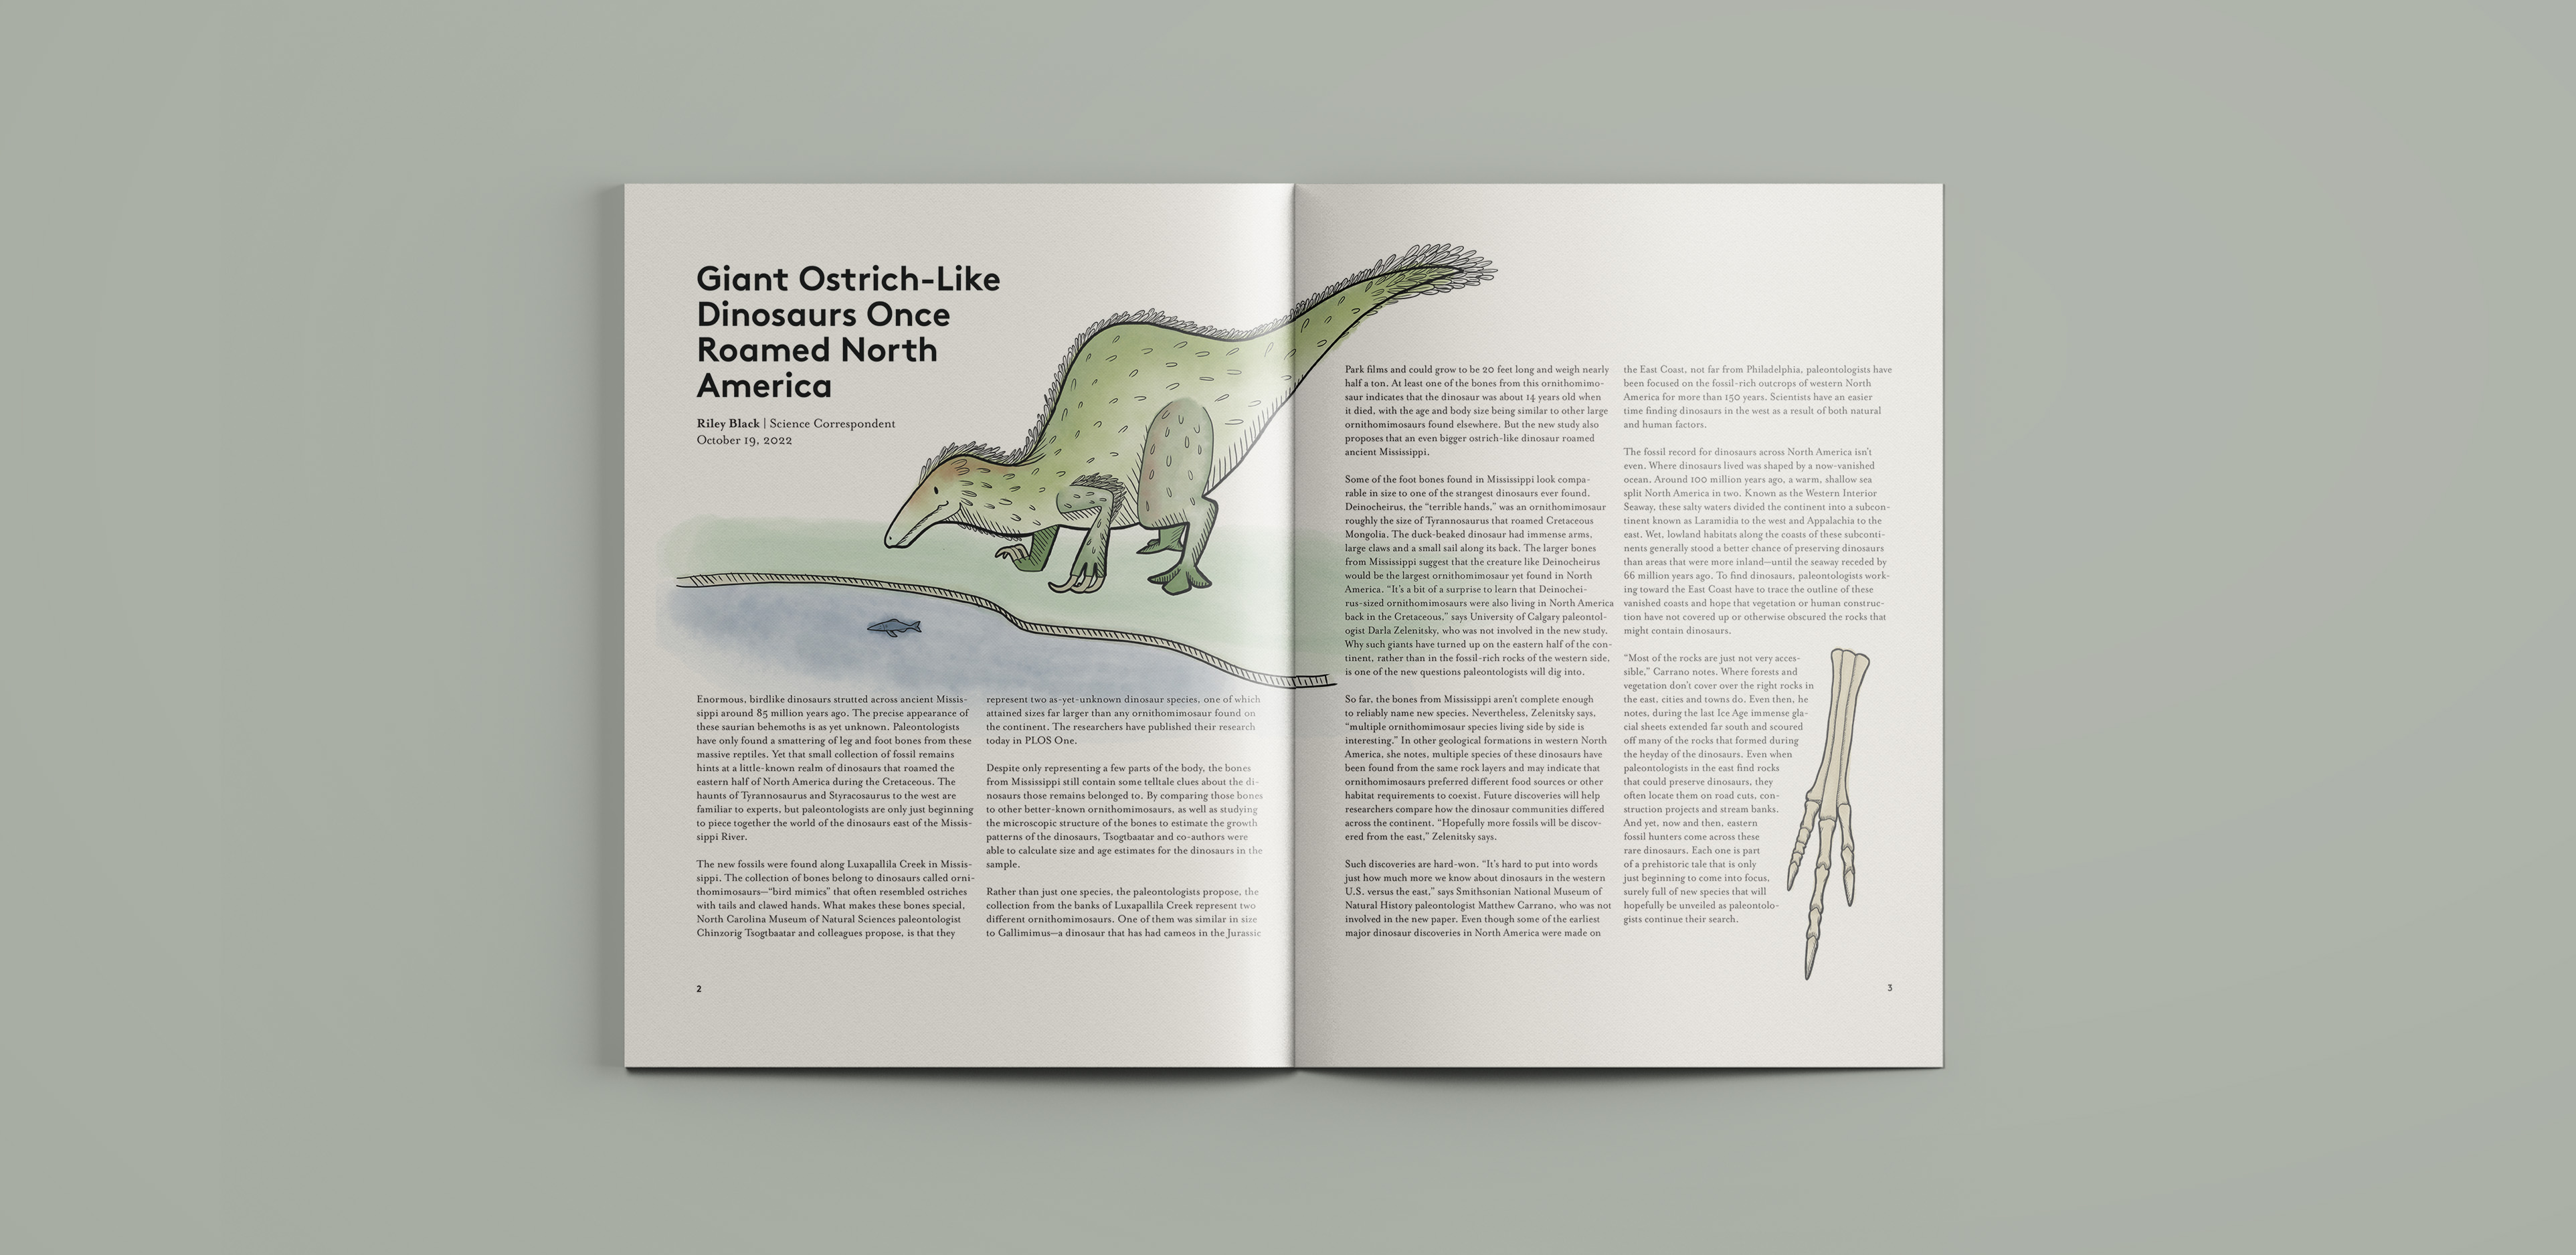 Giant Ostrich-Like
Dinosaurs Once
Roamed North
America
Riley Black | Science Correspondent
October 19, 2022
Enormous, birdlike dinosaurs strutted across ancient Missis-
sippi around 85 million years ago. The precise appearance of
these saurian behemoths is as yet unknown. Paleontologists
have only found a smattering of leg and foot bones from these
massive reptiles. Yet that small collection of fossil remains
hints at a little-known realm of dinosaurs that roamed the
eastern half of North America during the Cretaceous. The
haunts of Tyrannosaurus and Styracosaurus to the west are
familiar to experts, but paleontologists are only just beginning
to piece together the world of the dinosaurs east of the Missis-
sippi River.
The new fossils were found along Luxapallila Creek in Missis-
sippi. The collection of bones belong to dinosaurs called orni-
thomimosaurs—“bird mimics” that often resembled ostriches
with tails and clawed hands. What makes these bones special,
North Carolina Museum of Natural Sciences paleontologist
Chinzorig Tsogtbaatar and colleagues propose, is that they
represent two as-yet-unknown dinosaur species, one of which
attained sizes far larger than any ornithomimosaur found on
the continent. The researchers have published their research
today in PLOS One.
Despite only representing a few parts of the body, the bones
from Mississippi still contain some telltale clues about the di-
nosaurs those remains belonged to. By comparing those bones
to other better-known ornithomimosaurs, as well as studying
the microscopic structure of the bones to estimate the growth
patterns of the dinosaurs, Tsogtbaatar and co-authors were
able to calculate size and age estimates for the dinosaurs in the
sample.
Rather than just one species, the paleontologists propose, the
collection from the banks of Luxapallila Creek represent two
different ornithomimosaurs. One of them was similar in size
to Gallimimus—a dinosaur that has had cameos in the Jurassic
2
Park films and could grow to be 20 feet long and weigh nearly
half a ton. At least one of the bones from this ornithomimo-
saur indicates that the dinosaur was about 14 years old when
it died, with the age and body size being similar to other large
ornithomimosaurs found elsewhere. But the new study also
proposes that an even bigger ostrich-like dinosaur roamed
ancient Mississippi.
Some of the foot bones found in Mississippi look compa-
rable in size to one of the strangest dinosaurs ever found.
Deinocheirus, the “terrible hands,” was an ornithomimosaur
roughly the size of Tyrannosaurus that roamed Cretaceous
Mongolia. The duck-beaked dinosaur had immense arms,
large claws and a small sail along its back. The larger bones
from Mississippi suggest that the creature like Deinocheirus
would be the largest ornithomimosaur yet found in North
America. “It’s a bit of a surprise to learn that Deinochei-
rus-sized ornithomimosaurs were also living in North America
back in the Cretaceous,” says University of Calgary paleontol-
ogist Darla Zelenitsky, who was not involved in the new study.
Why such giants have turned up on the eastern half of the con-
tinent, rather than in the fossil-rich rocks of the western side,
is one of the new questions paleontologists will dig into.
So far, the bones from Mississippi aren’t complete enough
to reliably name new species. Nevertheless, Zelenitsky says,
“multiple ornithomimosaur species living side by side is
interesting.” In other geological formations in western North
America, she notes, multiple species of these dinosaurs have
been found from the same rock layers and may indicate that
ornithomimosaurs preferred different food sources or other
habitat requirements to coexist. Future discoveries will help
researchers compare how the dinosaur communities differed
across the continent. “Hopefully more fossils will be discov-
ered from the east,” Zelenitsky says.
Such discoveries are hard-won. “It’s hard to put into words
just how much more we know about dinosaurs in the western
U.S. versus the east,” says Smithsonian National Museum of
Natural History paleontologist Matthew Carrano, who was not
involved in the new paper. Even though some of the earliest
major dinosaur discoveries in North America were made on
the East Coast, not far from Philadelphia, paleontologists have
been focused on the fossil-rich outcrops of western North
America for more than 150 years. Scientists have an easier
time finding dinosaurs in the west as a result of both natural
and human factors.
The fossil record for dinosaurs across North America isn’t
even. Where dinosaurs lived was shaped by a now-vanished
ocean. Around 100 million years ago, a warm, shallow sea
split North America in two. Known as the Western Interior
Seaway, these salty waters divided the continent into a subcon-
tinent known as Laramidia to the west and Appalachia to the
east. Wet, lowland habitats along the coasts of these subconti-
nents generally stood a better chance of preserving dinosaurs
than areas that were more inland—until the seaway receded by
66 million years ago. To find dinosaurs, paleontologists work-
ing toward the East Coast have to trace the outline of these
vanished coasts and hope that vegetation or human construc-
tion have not covered up or otherwise obscured the rocks that
might contain dinosaurs.
“Most of the rocks are just not very acces-
sible,” Carrano notes. Where forests and
vegetation don’t cover over the right rocks in
the east, cities and towns do. Even then, he
notes, during the last Ice Age immense gla-
cial sheets extended far south and scoured
off many of the rocks that formed during
the heyday of the dinosaurs. Even when
paleontologists in the east find rocks
that could preserve dinosaurs, they
often locate them on road cuts, con-
struction projects and stream banks.
And yet, now and then, eastern
fossil hunters come across these
rare dinosaurs. Each one is part
of a prehistoric tale that is only
just beginning to come into focus,
surely full of new species that will
hopefully be unveiled as paleontolo-
gists continue their search.
3